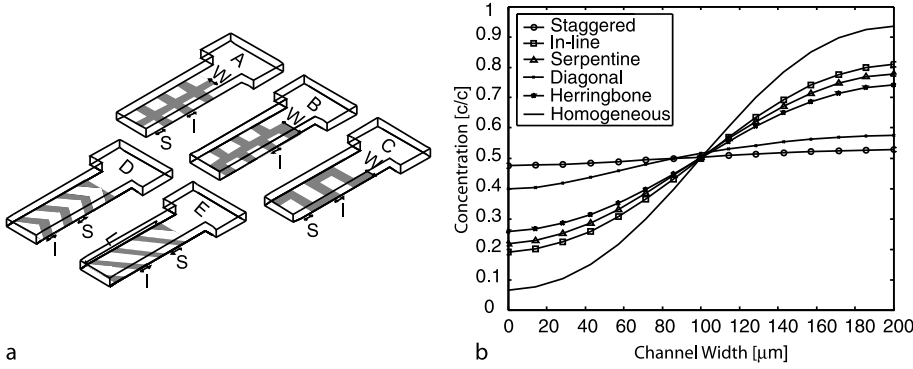 A
W
S
I
B
W
I
C
W
S
I
D
S
I
E
L
S
I
a
Concentration [c/c]
1
0.9
0.8
0.7
0.6
0.5
0.4
0.3
0.2
0.1
0
Staggered
In-line
Serpentine
Diagonal
Herringbone
Homogeneous
0 20 40 60 80 100 120 140 160 180 200
Channel Width [μm]
b